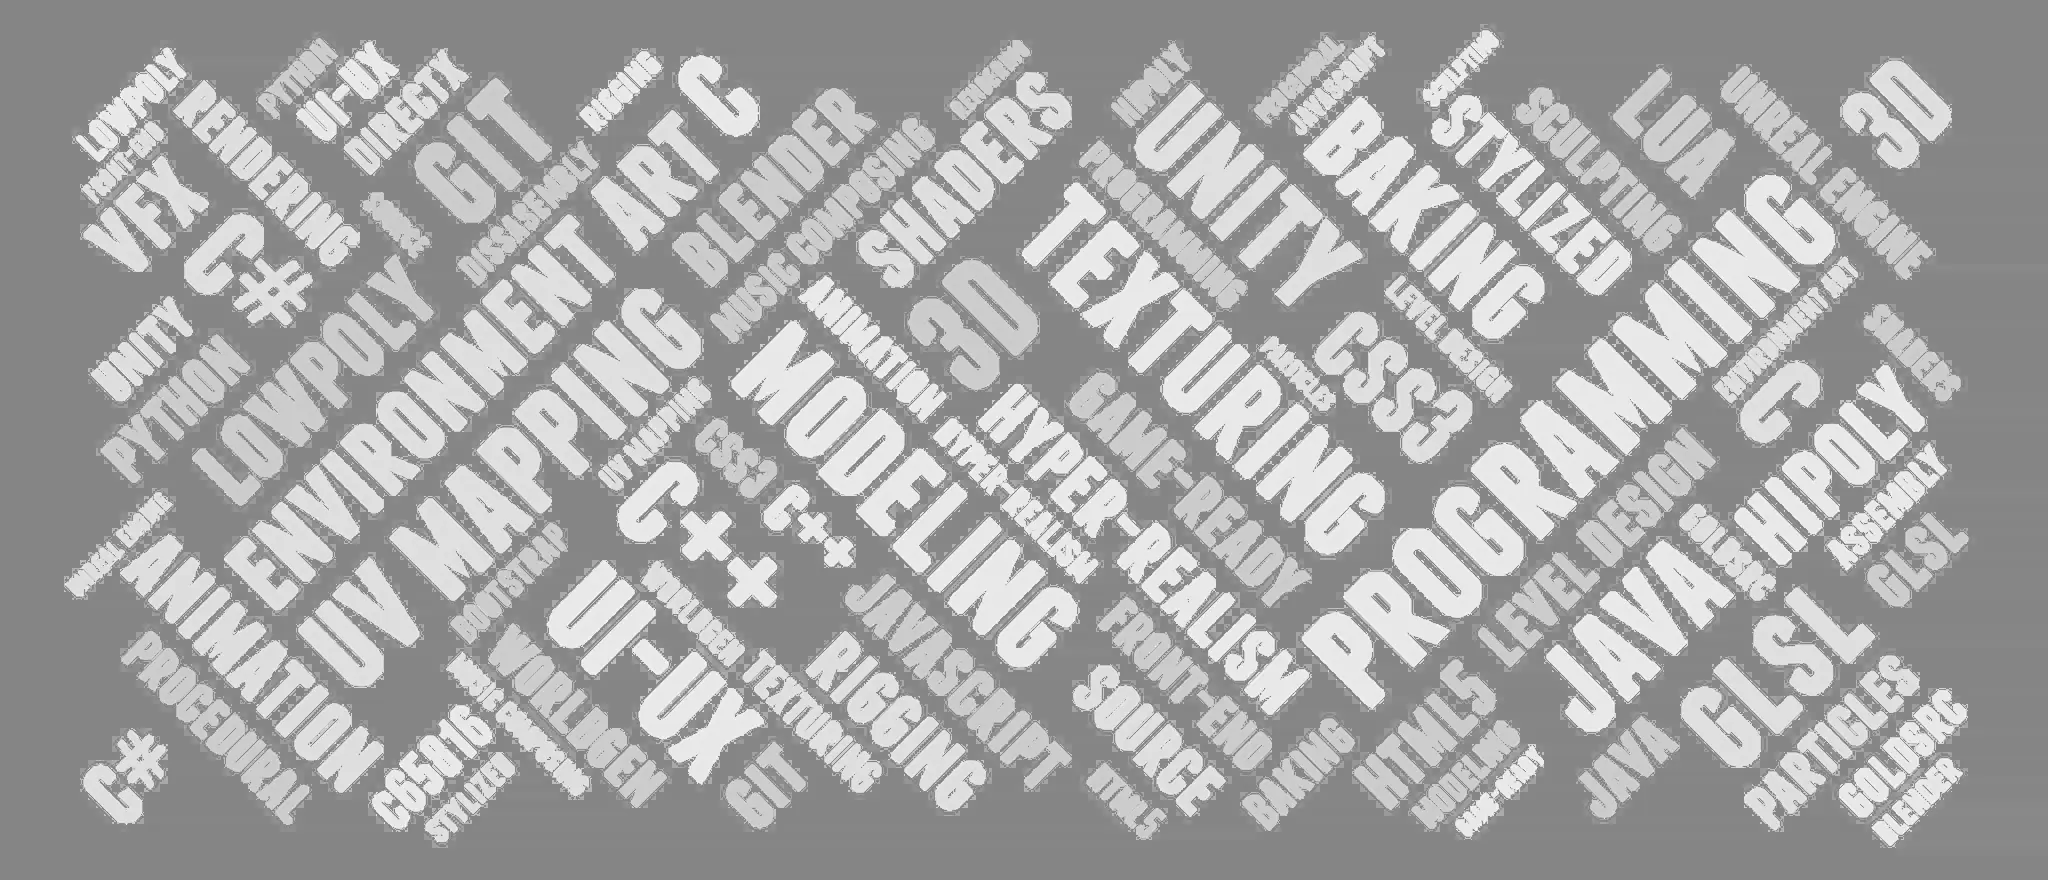 LOWPOLY
PYTHON
UI-UX
DIRECTX
RIGGING
C
HIPOLY
PROCEDURAL
JAVASCRIPT
SCULPTING
STYLIZED
SCULPTING
LUA
UNREAL ENGINE
3D
FRONT-END
VFX
RENDERING
C#
SOURCE
GIT
DISSASEMBLY
ENVIRONMENT ART
BLENDER
MUSIC COMPOSING
SHADERS
3D
PROGRAMMING
UNITY
BAKING
TEXTURING
LEVEL DESIGN
CSS3
PARTICLES
PROGRAMMING
ENVIRONMENT ART
C
SHADERS
UNITY
PYTHON
LOWPOLY
UV MAPPING
UV MAPPING
CSS3
C++
C++
ANIMATION
MODELING
HYPER-REALISM
HYPER-REALISM
GAME-READY
LEVEL DESIGN
HIPOLY
ASSEMBLY
GLSL
GOLDSRC
JAVA
UNREAL ENGINE
ANIMATION
BOOTSTRAP
UI-UX
WORLDGEN
WORLDGEN
MUSIC COMPOSING
TEXTURING
RIGGING
JAVASCRIPT
FRONT-END
SOURCE
HTML5
BAKING
HTML5
MODELING
GAME-READY
JAVA
GLSL
PARTICLES
GOLDSRC
BLENDER
PROCEDURAL
C#
C65016
STYLIZED
GIT